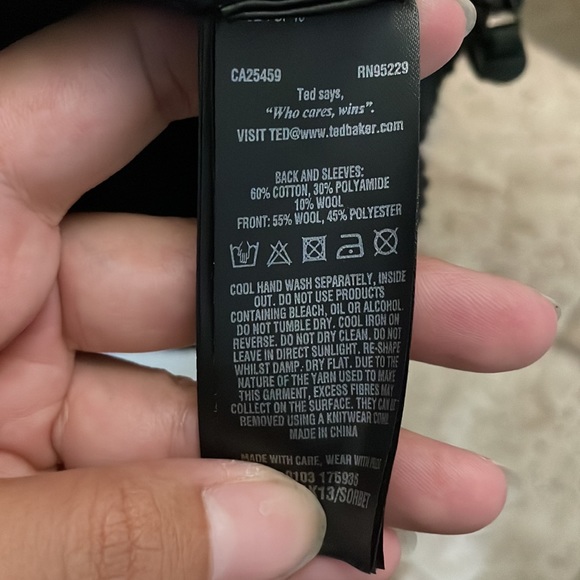 CA25459 RN95229
Ted says,
"Who cares, wins".
VISIT TED@www.tedbaker.com
BACK AND SLEEVES:
60% COTTON, 30% POLYAMIDE
10% WOOL
FRONT: 55% WOOL, 45% POLYESTER
COOL HAND WASH SEPARATELY, INSIDE
OUT. DO NOT USE PRODUCTS
CONTAINING BLEACH, OIL OR ALCOHOL.
DO NOT TUMBLE DRY. COOL IRON ON
REVERSE. DO NOT DRY CLEAN. DO NOT
LEAVE IN DIRECT SUNLIGHT. RE-SHAPE
WHILST DAMP. DRY FLAT. DUE TO THE
NATURE OF THE YARN USED TO MAKE
THIS GARMENT, EXCESS FIBRES MAY
COLLECT ON THE SURFACE. THEY CAN BE
REMOVED USING A KNITWEAR COMB.
MADE IN CHINA
MADE WITH CARE, WEAR WITH
0103 175935
13/SORBET